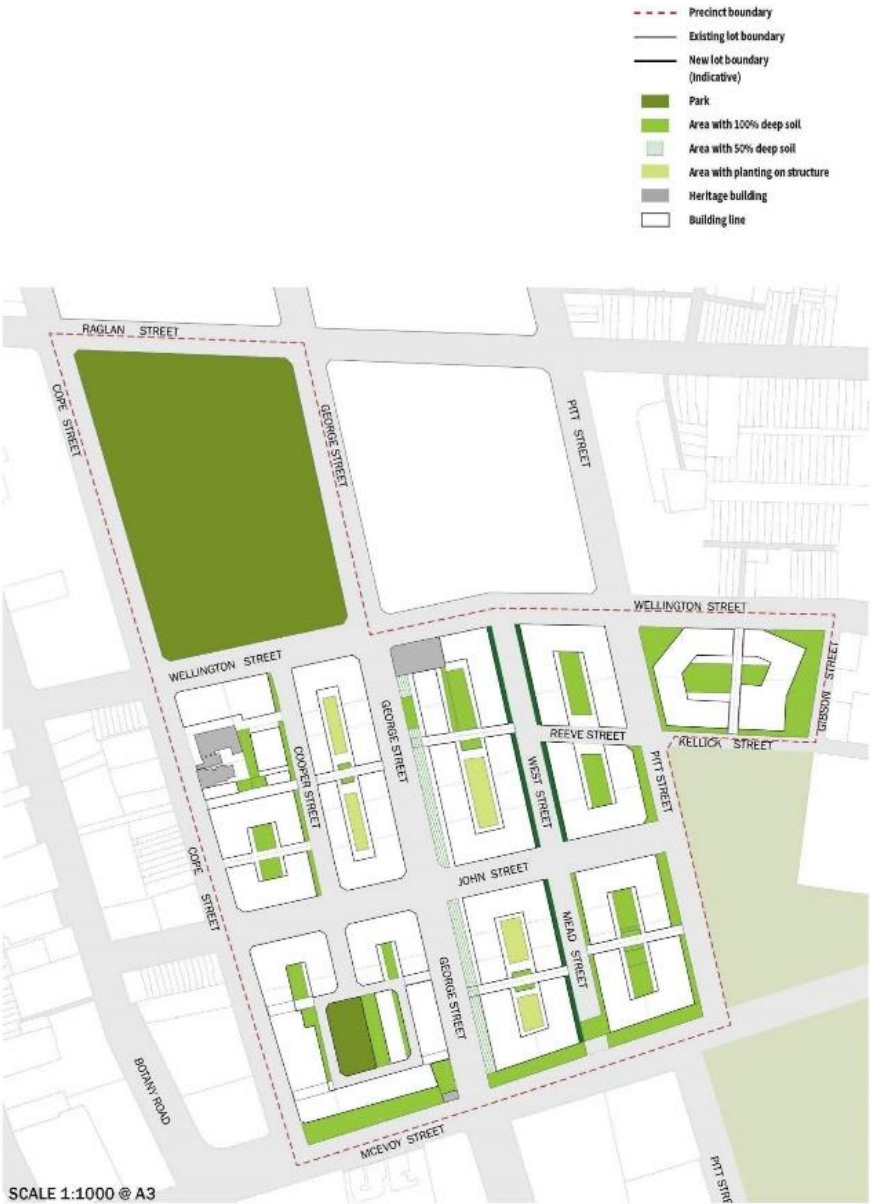 Precinct boundary
Existing lot boundary
New lot boundary
(Indicative)
Park
Area with 100% deep soil
Area with 50% deep soil
Area with planting on structure
Heritage building
Building line
RAGLAN STREET
COPE STREET
GEORGE STREET
PITT STREET
WELLINGTON STREET
WELLINGTON STREET
GIBSON STREET
KELLICK STREET
REEVE STREET
GEORGE STREET
COOPER STREET
WEST STREET
PITT STREET
COPE STREET
JOHN STREET
MEAD STREET
GEORGE STREET
BOTANY ROAD
MCEVOY STREET
PITT STRE
SCALE 1:1000 @ A3